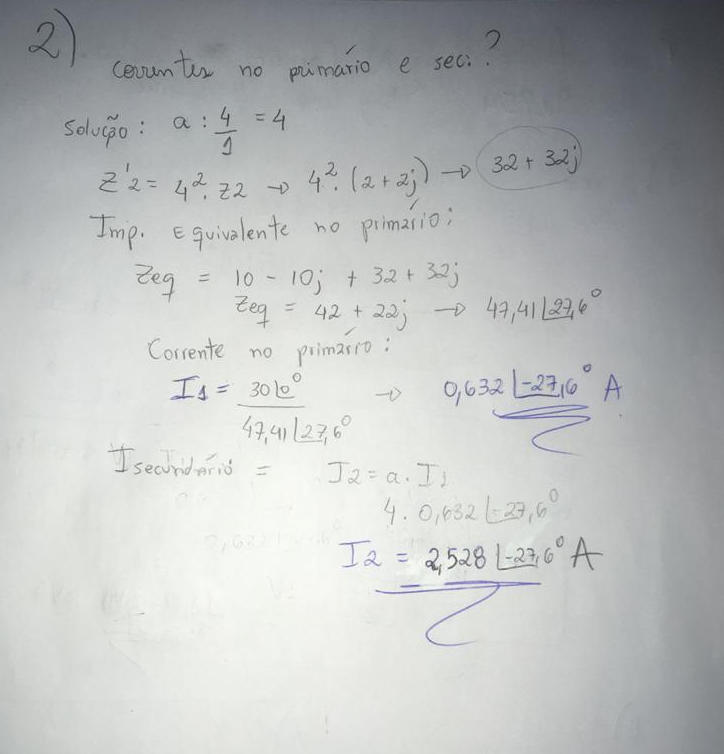 2)
correntes no primário e sec.?
Solução: a: 4/1 = 4
Z'2 = 4². Z2 → 4². (2+2j) → 32 + 32j
Imp. Equivalente no primário:
Zeq = 10 - 10j + 32 + 32j
Zeq = 42 + 22j → 47,41∠27,6°
Corrente no primário:
I1 = 30∠0° / 47,41∠27,6° → 0,632∠-27,6° A
I secundário = I2 = a. I1
4. 0,632∠-27,6°
I2 = 2,528∠-27,6° A